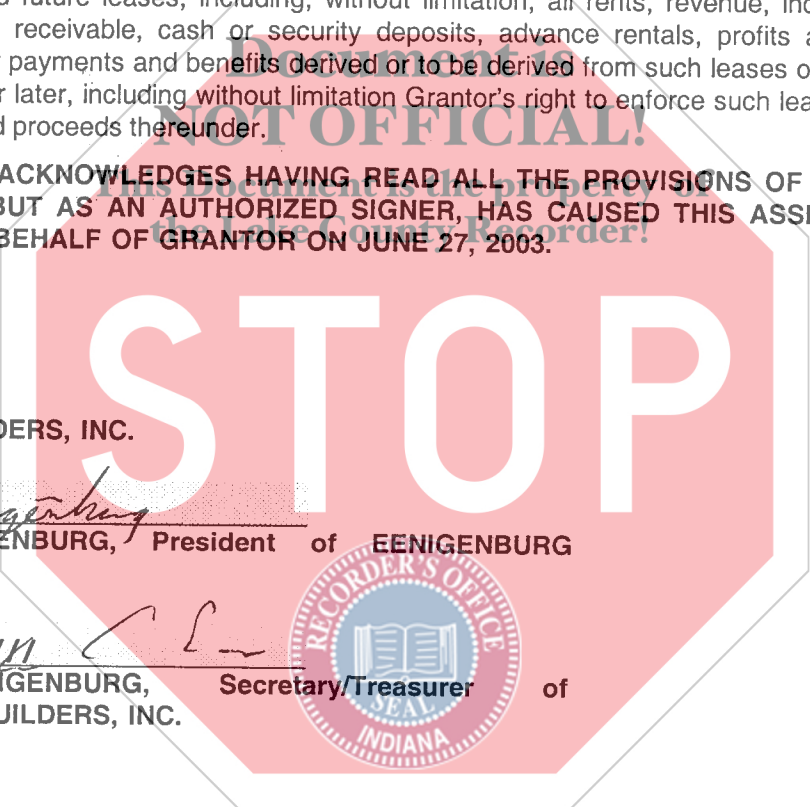 future leases, including, without limitation, all rents, revenue,
receivable, cash or security deposits, advance rentals, profits
payments and benefits derived or to be derived from such leases
later, including without limitation Grantor's right to enforce such
proceeds thereunder.
Document is
NOT OFFICIAL!
This Document is the property of
the Lake County Recorder!
ACKNOWLEDGES HAVING READ ALL THE PROVISIONS OF
BUT AS AN AUTHORIZED SIGNER, HAS CAUSED THIS
BEHALF OF GRANTOR ON JUNE 27, 2003.
STOP
DERS, INC.
ENBURG, President of EENIGENBURG
IGENBURG, Secretary/Treasurer of
UILDERS, INC.
RECORDER'S OFFICE
SEAL
INDIANA